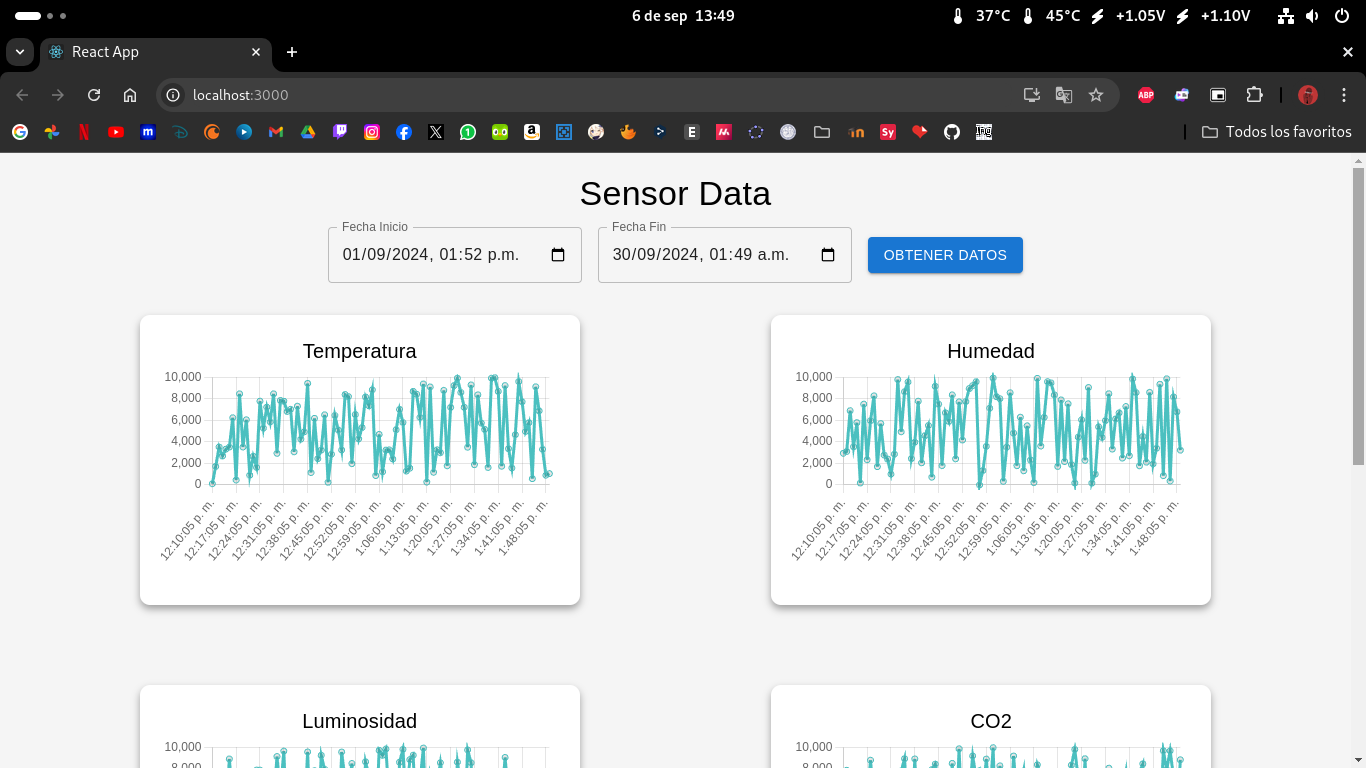 6 de sep 13:49
37°C 45°C +1.05V +1.10V
React App
localhost:3000
ABP
Todos los favoritos
Sensor Data
Fecha Inicio
01/09/2024, 01:52 p.m.
Fecha Fin
30/09/2024, 01:49 a.m.
OBTENER DATOS
Temperatura
10,000
8,000
6,000
4,000
2,000
0
12:10:05 p. m.
12:17:05 p. m.
12:24:05 p. m.
12:31:05 p. m.
12:38:05 p. m.
12:45:05 p. m.
12:52:05 p. m.
12:59:05 p. m.
1:06:05 p. m.
1:13:05 p. m.
1:20:05 p. m.
1:27:05 p. m.
1:34:05 p. m.
1:41:05 p. m.
1:48:05 p. m.
Humedad
10,000
8,000
6,000
4,000
2,000
0
12:10:05 p. m.
12:17:05 p. m.
12:24:05 p. m.
12:31:05 p. m.
12:38:05 p. m.
12:45:05 p. m.
12:52:05 p. m.
12:59:05 p. m.
1:06:05 p. m.
1:13:05 p. m.
1:20:05 p. m.
1:27:05 p. m.
1:34:05 p. m.
1:41:05 p. m.
1:48:05 p. m.
Luminosidad
10,000
8,000
CO2
10,000
8,000